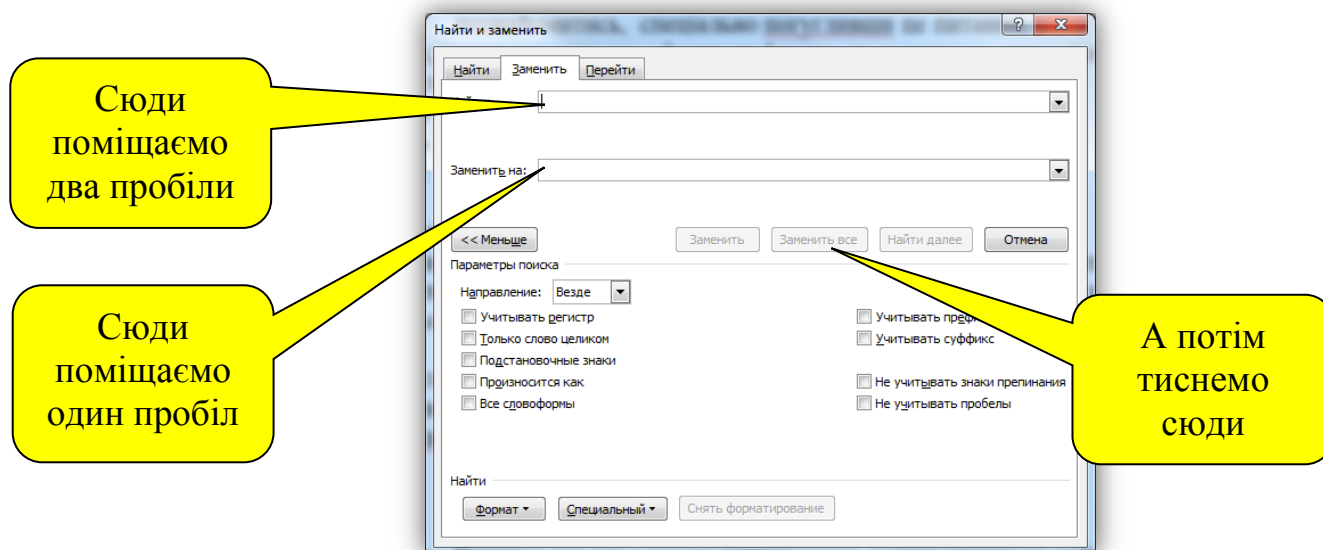 Найти и заменить
Найти Заменить Перейти
Сюди
поміщаємо
два пробіли
Заменить на:
<< Меньше Заменить Заменить все Найти далее Отмена
Параметры поиска
Направление: Везде
Учитывать регистр
Только слово целиком
Подстановочные знаки
Произносится как
Все словоформы
Учитывать
Учитывать суффикс
Не учитывать знаки препинания
Не учитывать пробелы
Сюди
поміщаємо
один пробіл
А потім
тиснемо
сюди
Найти
Формат Специальный Снять форматирование